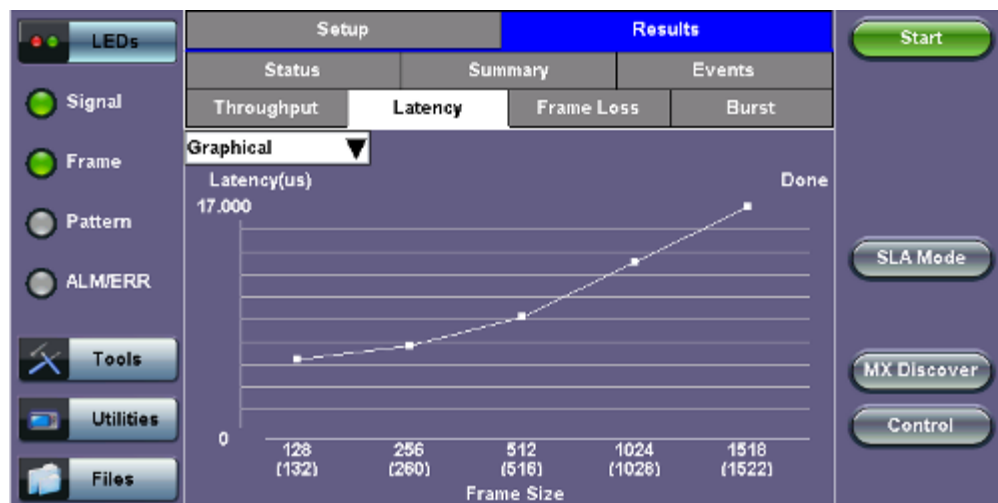 LEDs
Signal
Frame
Pattern
ALM/ERR
Tools
Utilities
Files
Setup
Results
Status
Summary
Events
Throughput
Latency
Frame Loss
Burst
Graphical
Latency(us)
Done
17.000
0
128
(132)
256
(260)
512
(516)
1024
(1028)
1518
(1522)
Frame Size
Start
SLA Mode
MX Discover
Control